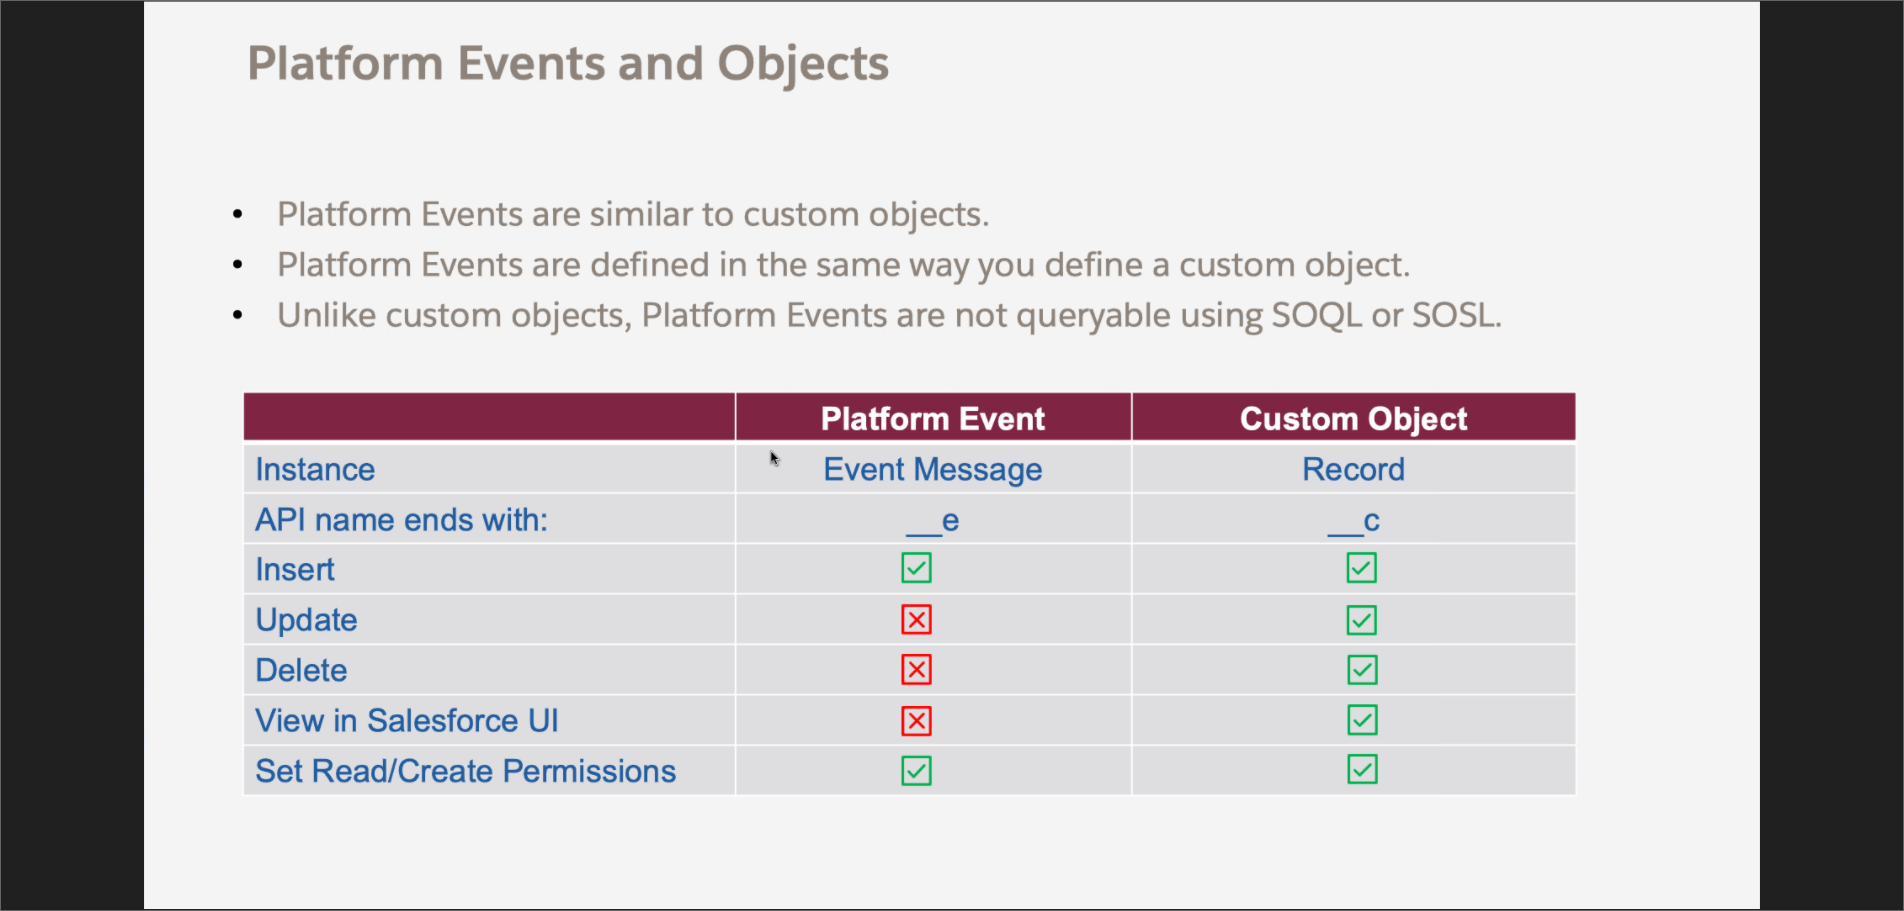 Platform Events and Objects
• Platform Events are similar to custom objects.
• Platform Events are defined in the same way you define a custom object.
• Unlike custom objects, Platform Events are not queryable using SOQL or SOSL.
Platform Event Custom Object
Instance Event Message Record
API name ends with: __e __c
Insert
Update
Delete
View in Salesforce UI
Set Read/Create Permissions